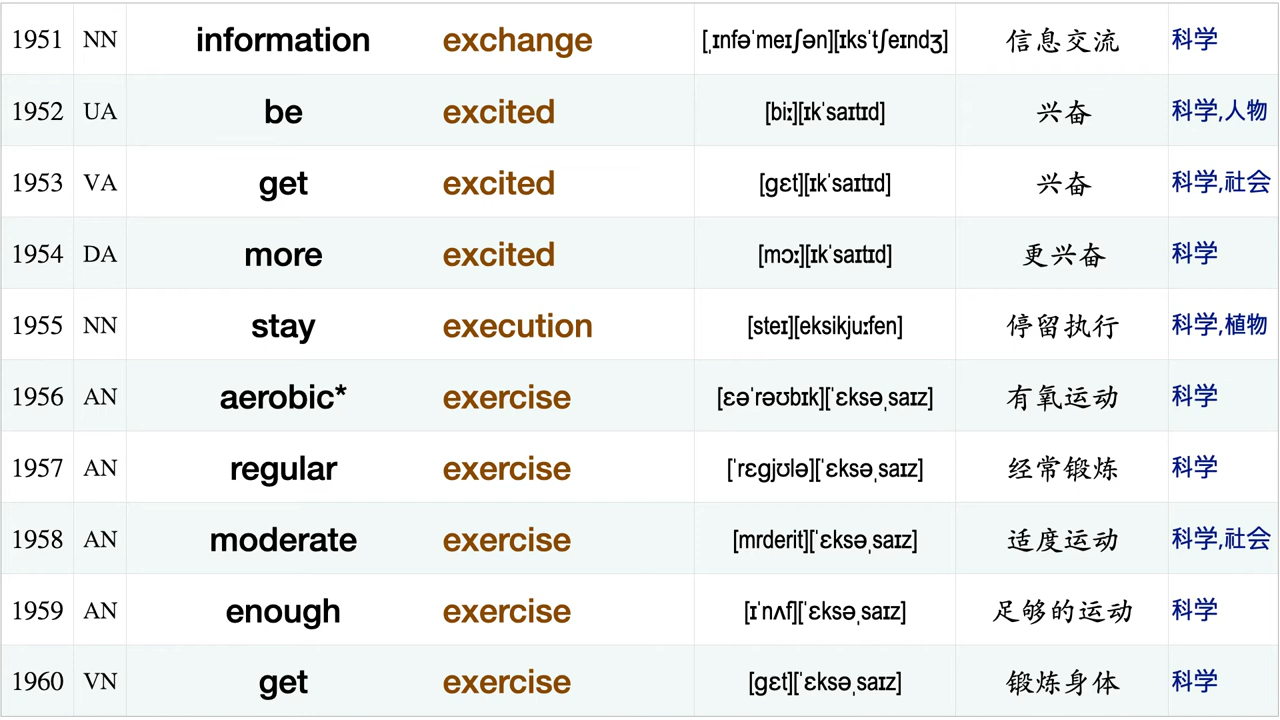 1951 NN information exchange [ˌɪnfəˈmeɪʃən][ɪksˈtʃeɪndʒ] 信息交流 科学
1952 UA be excited [biː][ɪkˈsaɪtɪd] 兴奋 科学,人物
1953 VA get excited [gɛt][ɪkˈsaɪtɪd] 兴奋 科学,社会
1954 DA more excited [mɔː][ɪkˈsaɪtɪd] 更兴奋 科学
1955 NN stay execution [steɪ][eksikjuːfen] 停留执行 科学,植物
1956 AN aerobic* exercise [ɛəˈrəʊbɪk][ˈɛksəˌsaɪz] 有氧运动 科学
1957 AN regular exercise [ˈrɛgjʊlə][ˈɛksəˌsaɪz] 经常锻炼 科学
1958 AN moderate exercise [mrderit][ˈɛksəˌsaɪz] 适度运动 科学,社会
1959 AN enough exercise [ɪˈnʌf][ˈɛksəˌsaɪz] 足够的运动 科学
1960 VN get exercise [gɛt][ˈɛksəˌsaɪz] 锻炼身体 科学